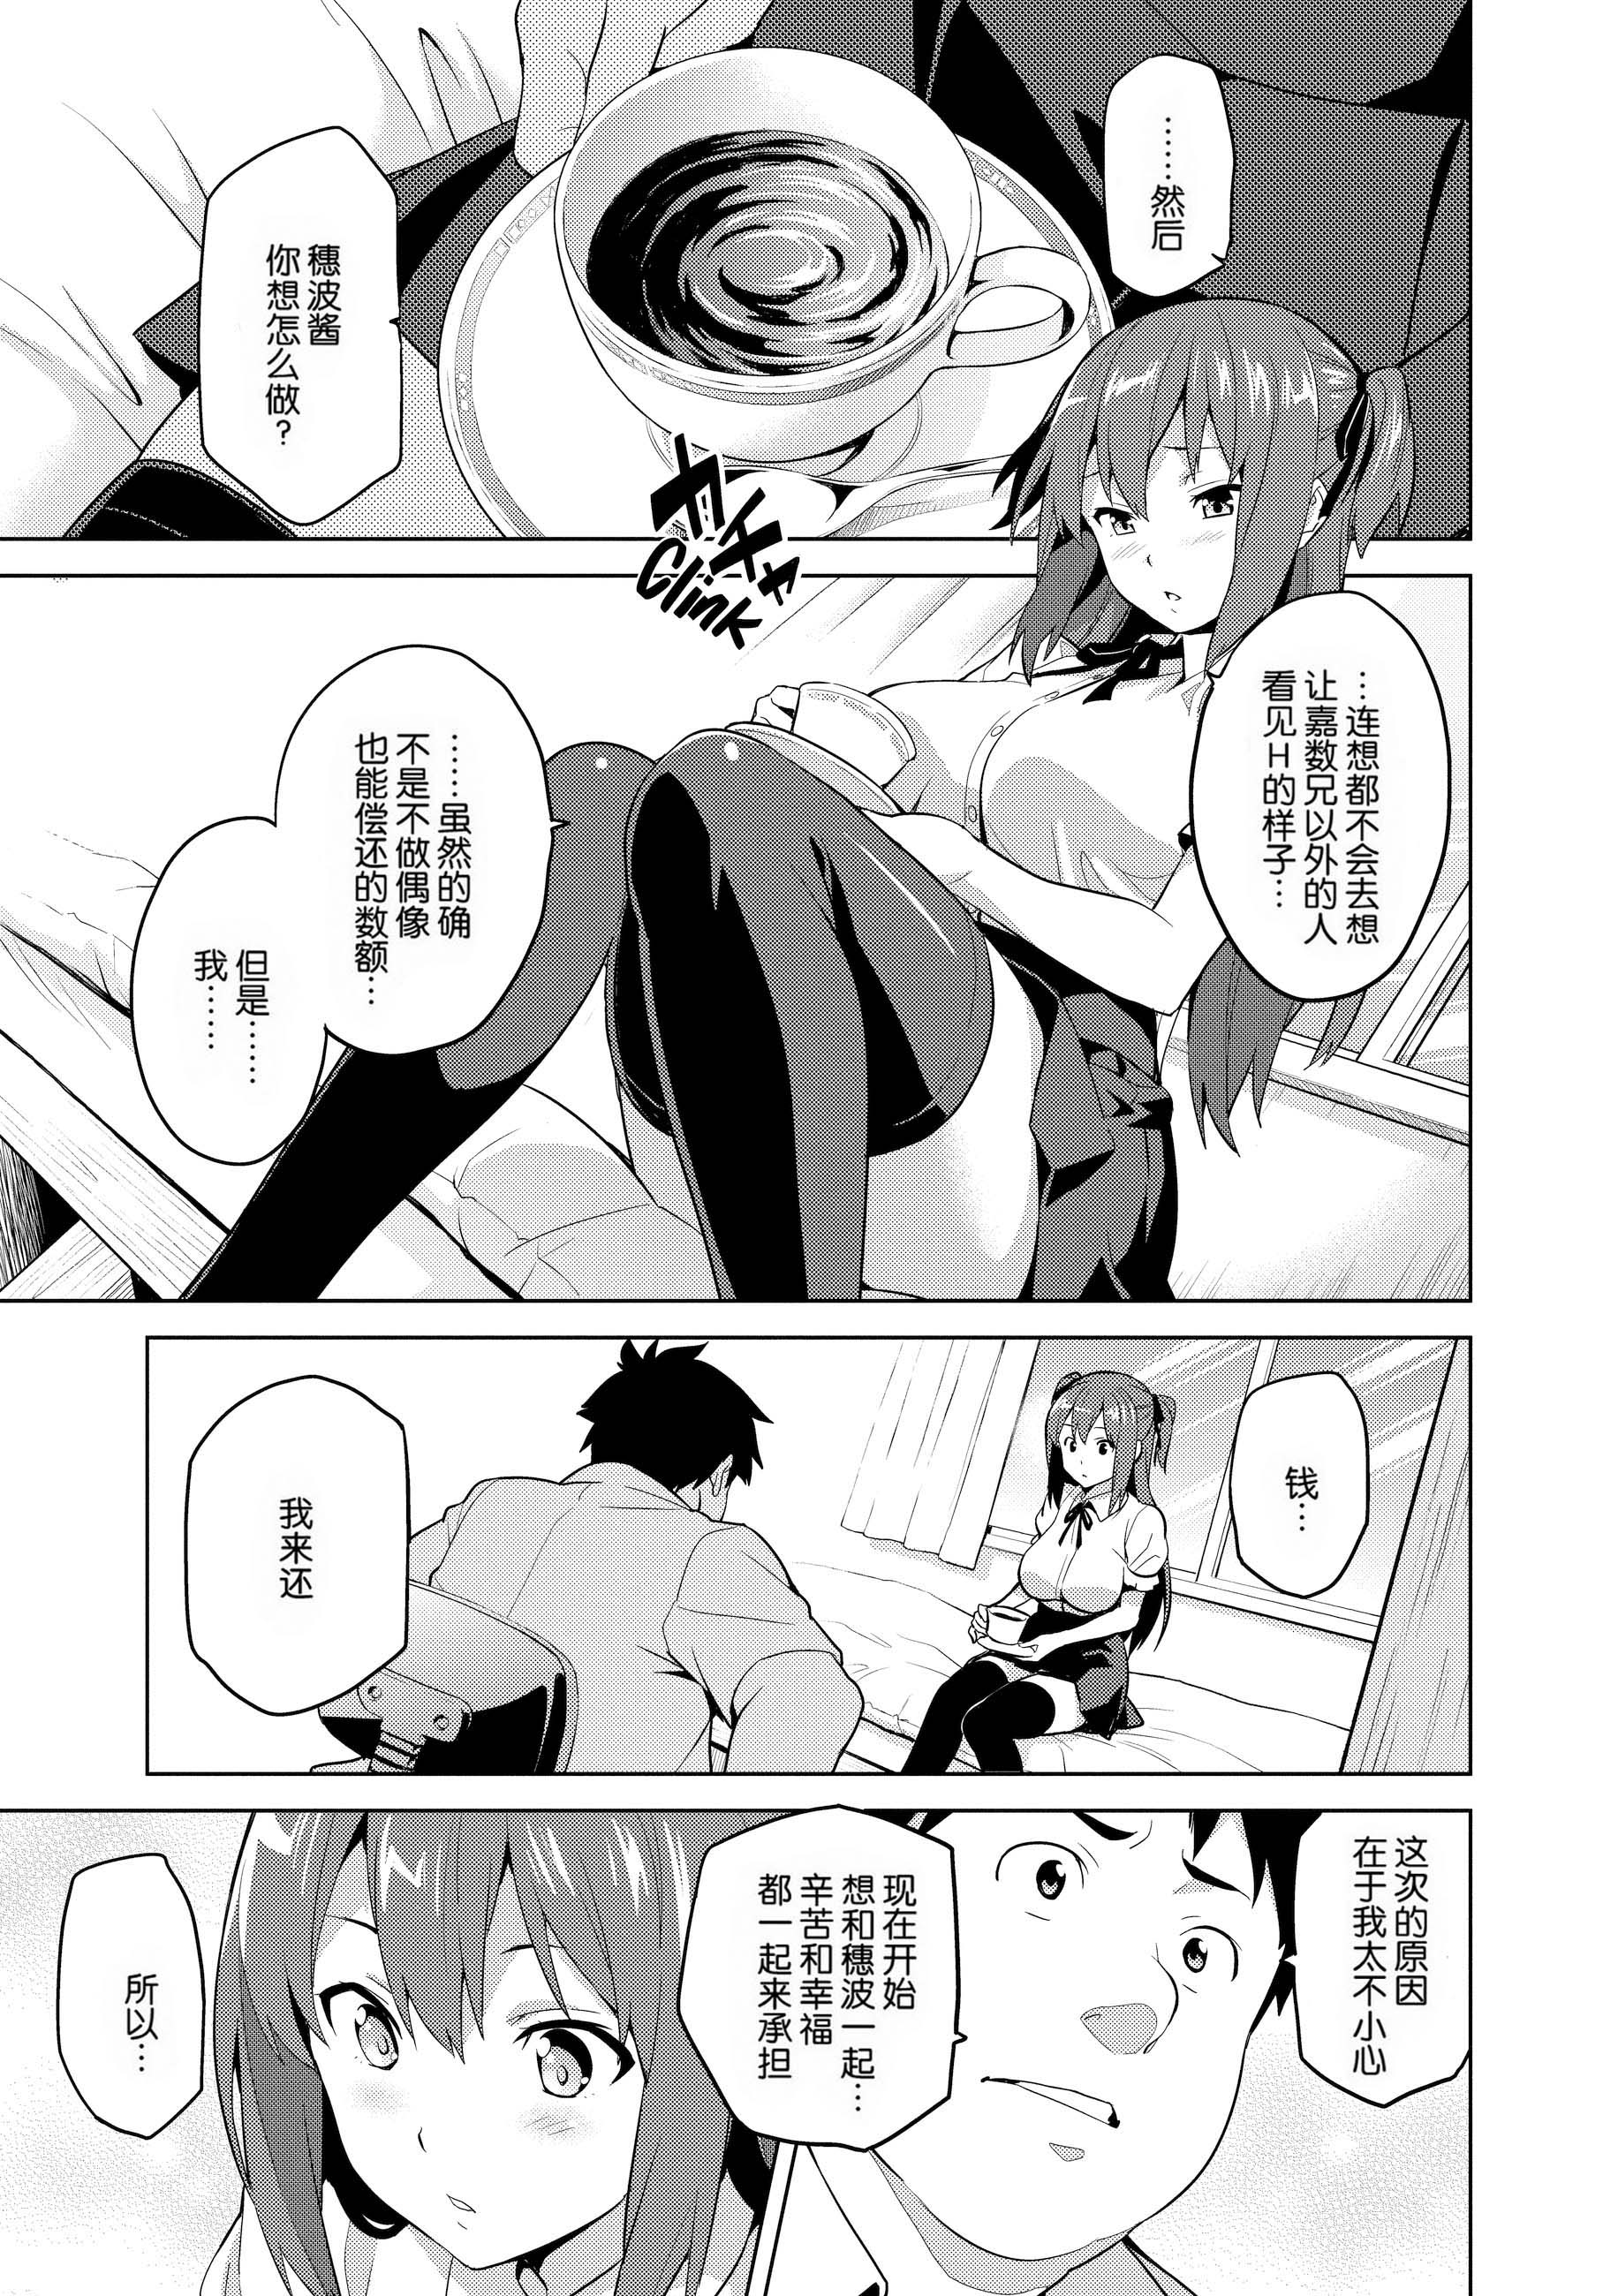 ……然后
穗波酱
你想怎么做？
カチャ
Clink
…连想都不会去想
让嘉数兄以外的人
看见H的样子…
……虽然的确
不是不做偶像
也能偿还的数额…
但是……
我……
钱…
我来还
这次的原因
在于我太不小心
现在开始
想和穗波一起…
辛苦和幸福
都一起来承担
所以…